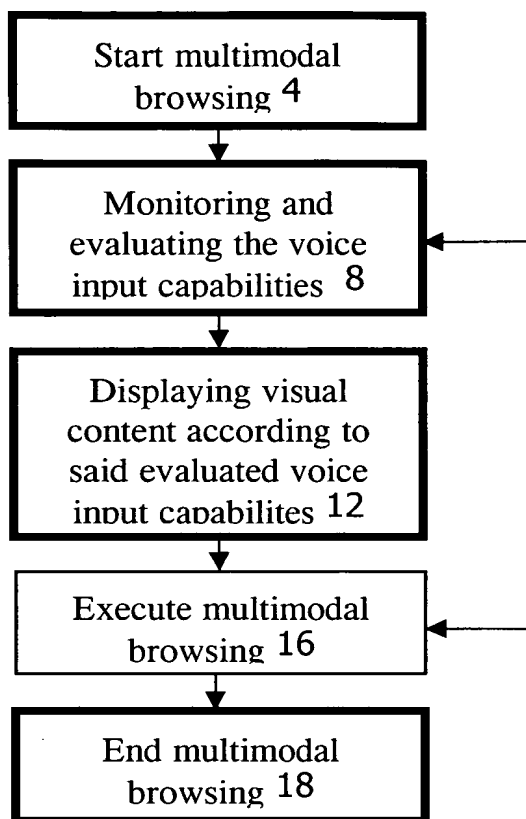 Start multimodal
browsing 4
Monitoring and
evaluating the voice
input capabilities 8
Displaying visual
content according to
said evaluated voice
input capabilites 12
Execute multimodal
browsing 16
End multimodal
browsing 18